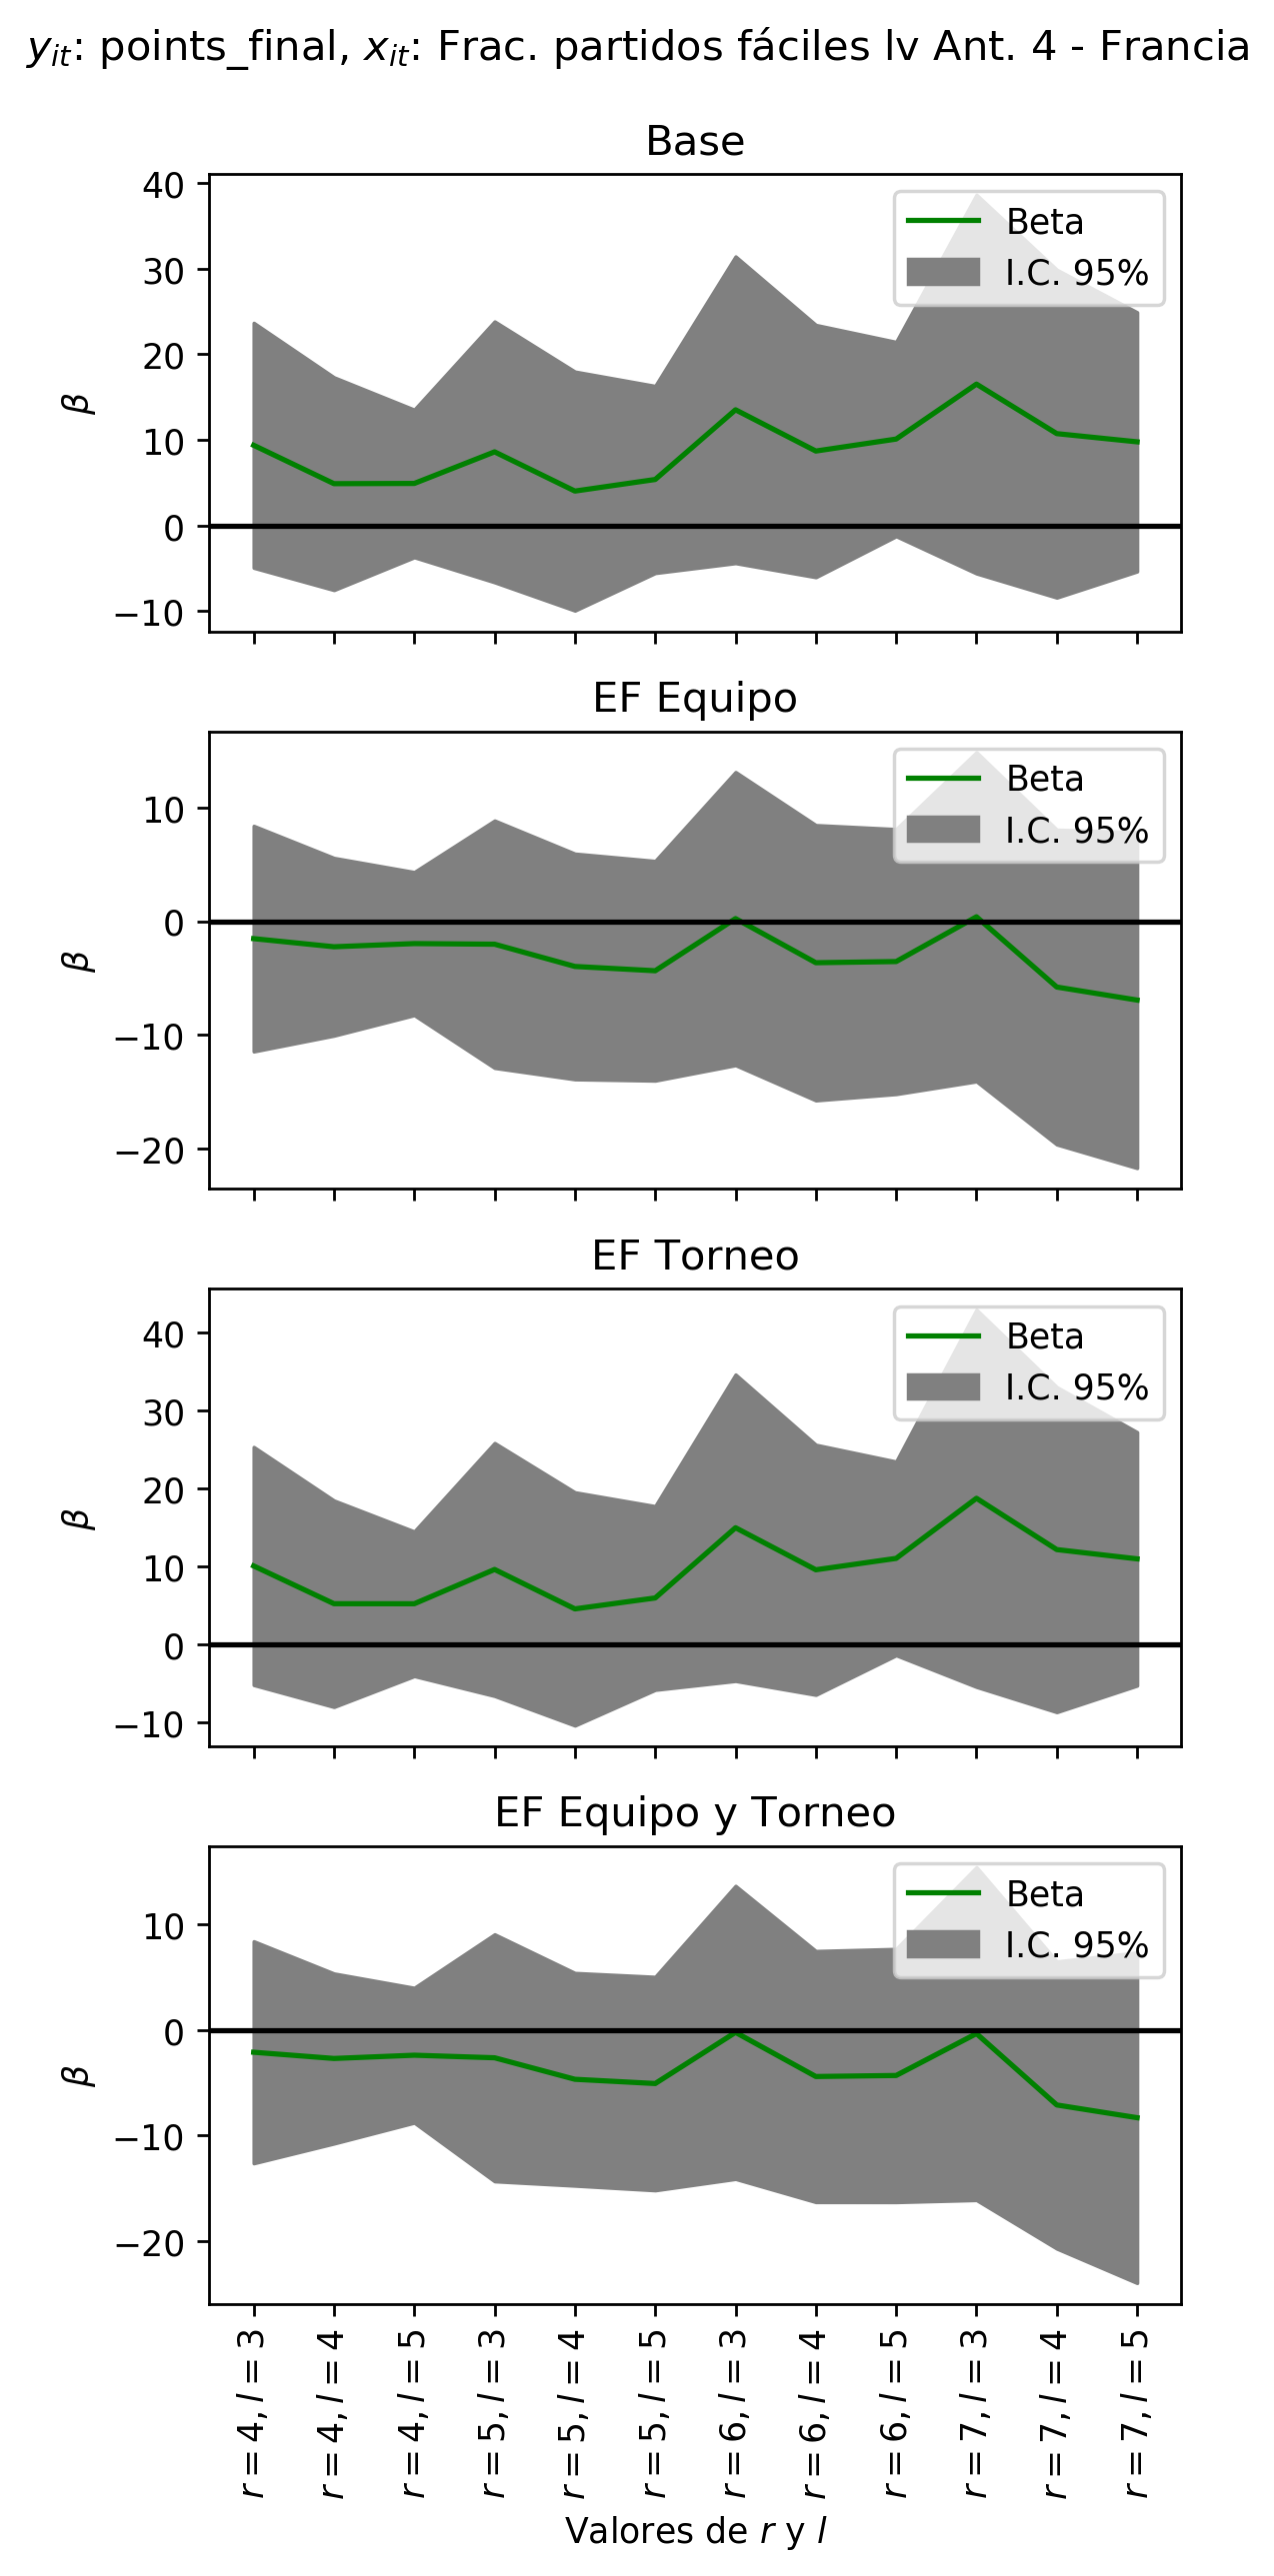 y_it: points_final, x_it: Frac. partidos fáciles lv Ant. 4 - Francia
Base
40
30
20
10
0
−10
β
Beta
I.C. 95%
EF Equipo
10
0
−10
−20
β
Beta
I.C. 95%
EF Torneo
40
30
20
10
0
−10
β
Beta
I.C. 95%
EF Equipo y Torneo
10
0
−10
−20
β
Beta
I.C. 95%
r = 4, l = 3
r = 4, l = 4
r = 4, l = 5
r = 5, l = 3
r = 5, l = 4
r = 5, l = 5
r = 6, l = 3
r = 6, l = 4
r = 6, l = 5
r = 7, l = 3
r = 7, l = 4
r = 7, l = 5
Valores de r y l